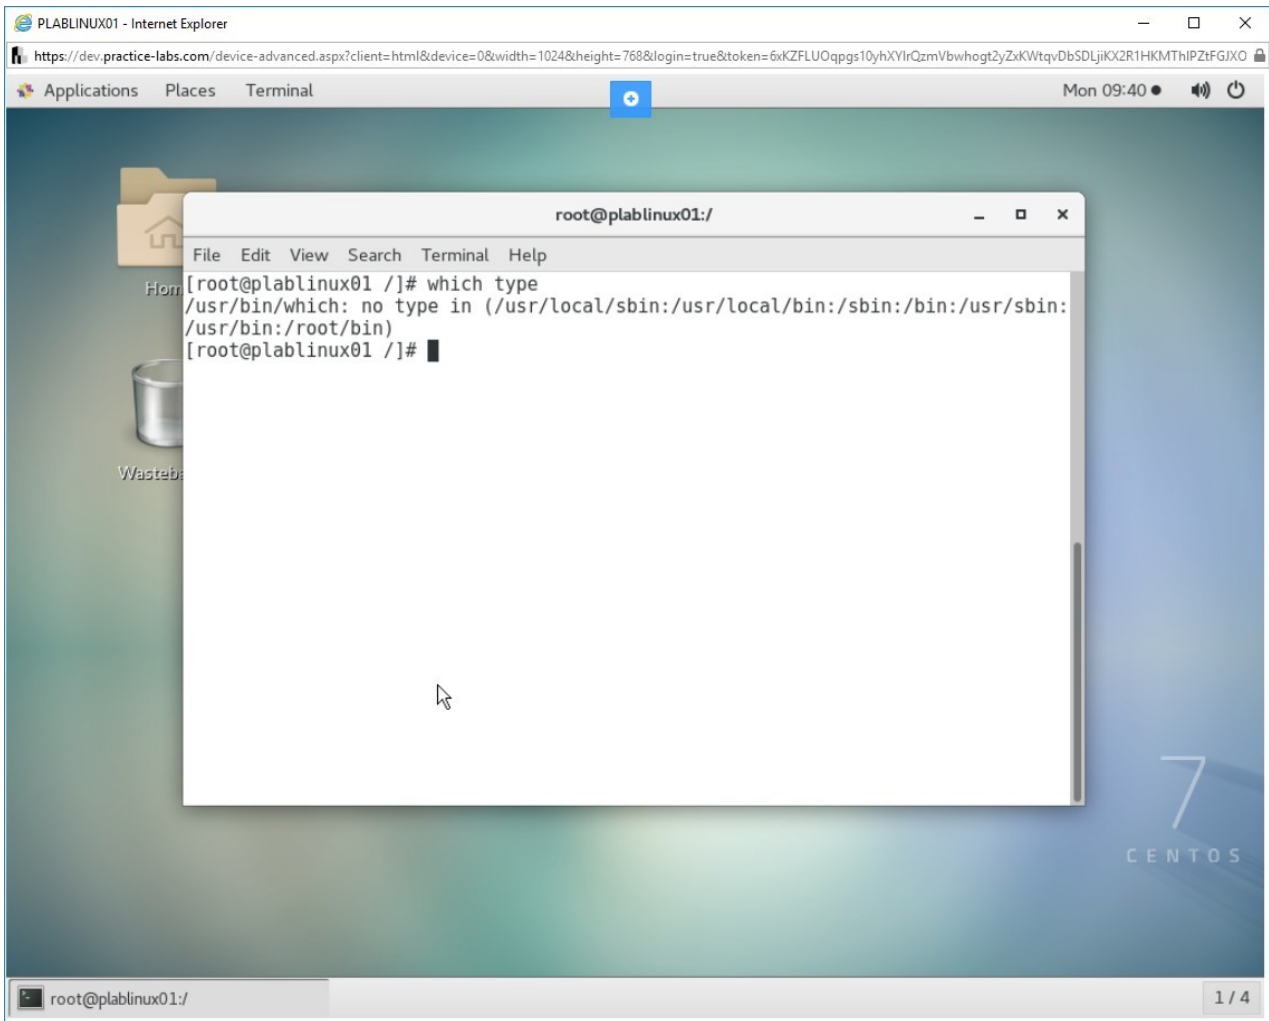 PLABLINUX01 - Internet Explorer
https://dev.practice-labs.com/device-advanced.aspx?client=html&device=0&width=1024&height=768&login=true&token=6xKZFLUOqpgs10yhXYIrQzmVbwhogt2yZxKWtqvDbSDLjiKX2R1HKMThIPZtFGJXO
Applications Places Terminal Mon 09:40
root@plablinux01:/
File Edit View Search Terminal Help
Hom
[root@plablinux01 /]# which type
/usr/bin/which: no type in (/usr/local/sbin:/usr/local/bin:/sbin:/bin:/usr/sbin:
/usr/bin:/root/bin)
[root@plablinux01 /]#
Wasteba
7
CENTOS
root@plablinux01:/ 1 / 4